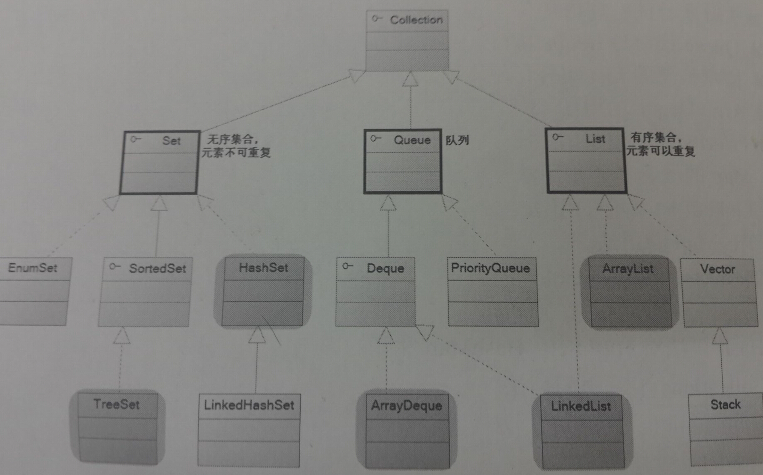 Collection
Set
无序集合，
元素不可重复
Queue
队列
List
有序集合，
元素可以重复
EnumSet
SortedSet
HashSet
Deque
PriorityQueue
ArrayList
Vector
TreeSet
LinkedHashSet
ArrayDeque
LinkedList
Stack